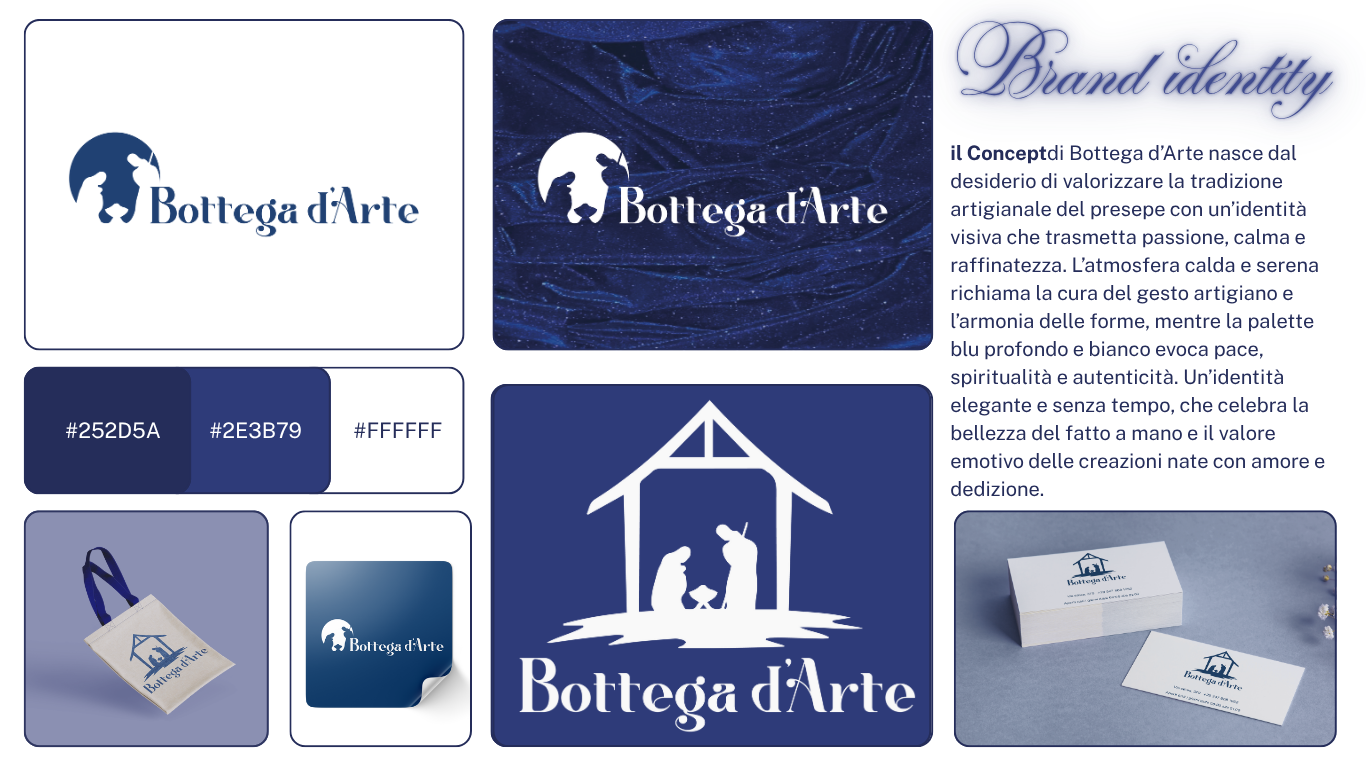 Bottega d'Arte
Bottega d'Arte
Brand identity
il Conceptdi Bottega d’Arte nasce dal
desiderio di valorizzare la tradizione
artigianale del presepe con un’identità
visiva che trasmetta passione, calma e
raffinatezza. L’atmosfera calda e serena
richiama la cura del gesto artigiano e
l’armonia delle forme, mentre la palette
blu profondo e bianco evoca pace,
spiritualità e autenticità. Un’identità
elegante e senza tempo, che celebra la
bellezza del fatto a mano e il valore
emotivo delle creazioni nate con amore e
dedizione.
#252D5A
#2E3B79
#FFFFFF
Bottega d'Arte
Bottega d'Arte
Bottega d'Arte
Bottega d'Arte
Bottega d'Arte